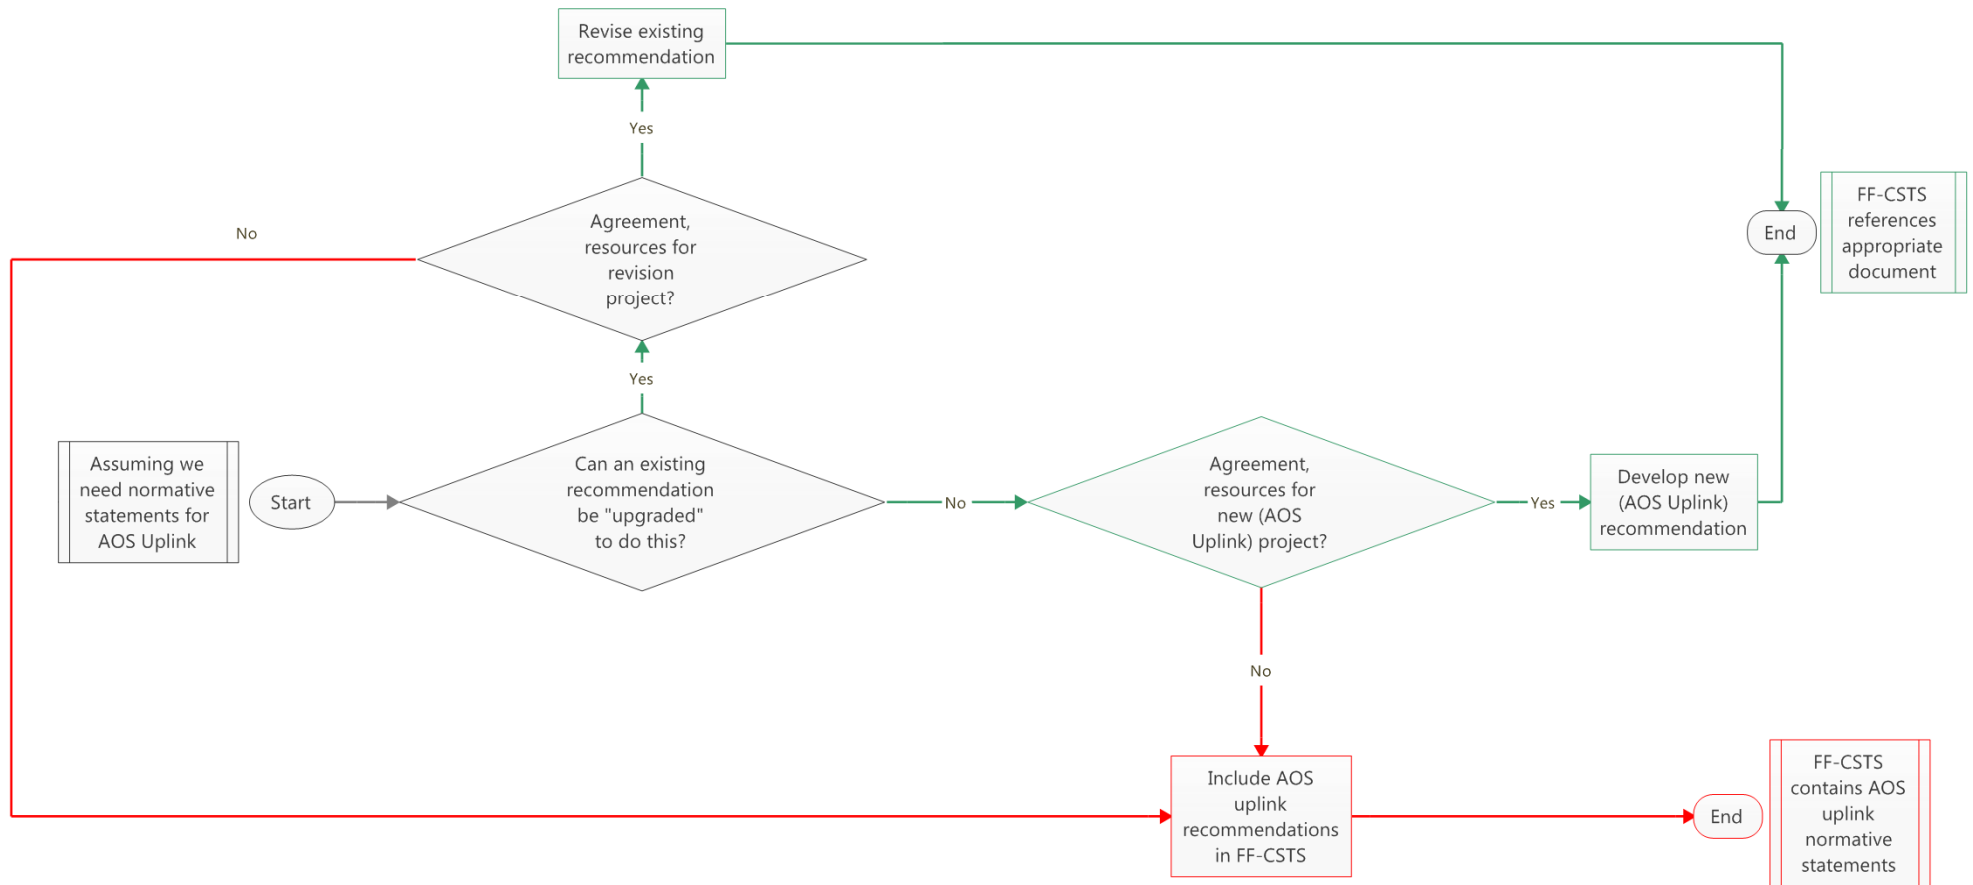 Revise existing
recommendation
Yes
Agreement,
resources for
revision
project?
No
Yes
FF-CSTS
references
appropriate
document
End
Assuming we
need normative
statements for
AOS Uplink
Start
Can an existing
recommendation
be "upgraded"
to do this?
No
Agreement,
resources for
new (AOS
Uplink) project?
Yes
Develop new
(AOS Uplink)
recommendation
No
Include AOS
uplink
recommendations
in FF-CSTS
End
FF-CSTS
contains AOS
uplink
normative
statements